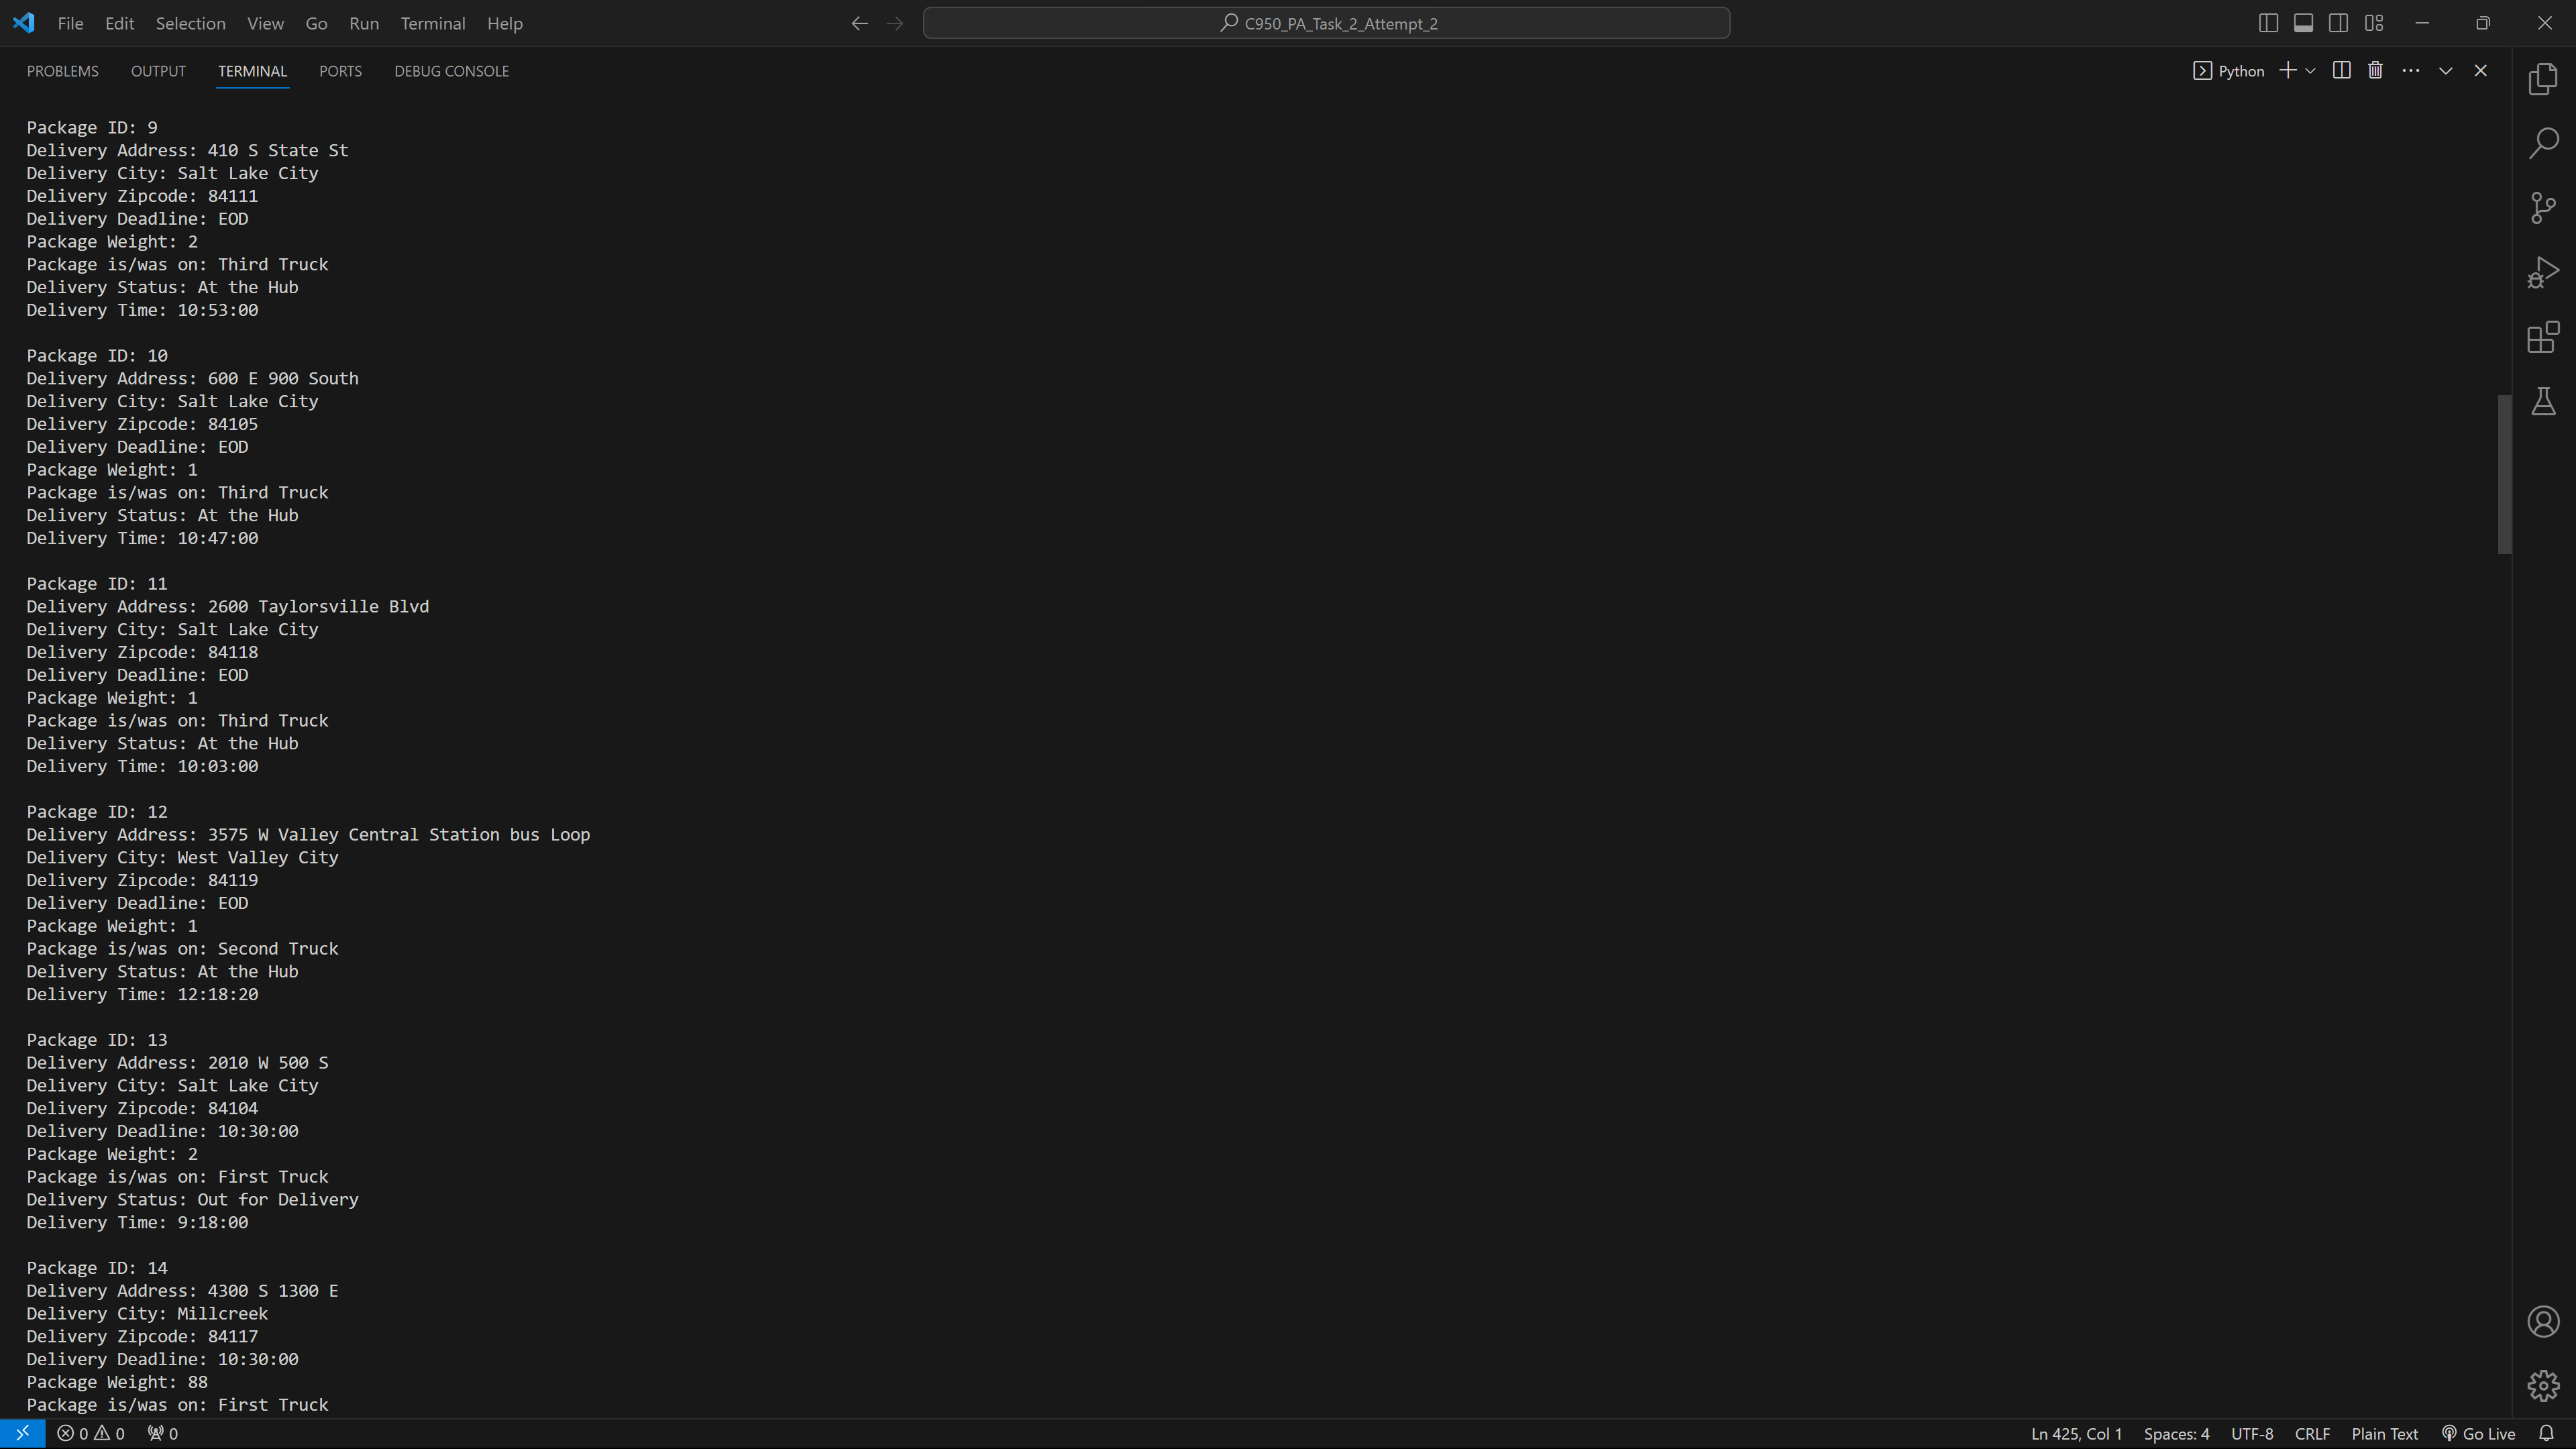 File Edit Selection View Go Run Terminal Help C950_PA_Task_2_Attempt_2
PROBLEMS OUTPUT TERMINAL PORTS DEBUG CONSOLE Python
Package ID: 9
Delivery Address: 410 S State St
Delivery City: Salt Lake City
Delivery Zipcode: 84111
Delivery Deadline: EOD
Package Weight: 2
Package is/was on: Third Truck
Delivery Status: At the Hub
Delivery Time: 10:53:00
Package ID: 10
Delivery Address: 600 E 900 South
Delivery City: Salt Lake City
Delivery Zipcode: 84105
Delivery Deadline: EOD
Package Weight: 1
Package is/was on: Third Truck
Delivery Status: At the Hub
Delivery Time: 10:47:00
Package ID: 11
Delivery Address: 2600 Taylorsville Blvd
Delivery City: Salt Lake City
Delivery Zipcode: 84118
Delivery Deadline: EOD
Package Weight: 1
Package is/was on: Third Truck
Delivery Status: At the Hub
Delivery Time: 10:03:00
Package ID: 12
Delivery Address: 3575 W Valley Central Station bus Loop
Delivery City: West Valley City
Delivery Zipcode: 84119
Delivery Deadline: EOD
Package Weight: 1
Package is/was on: Second Truck
Delivery Status: At the Hub
Delivery Time: 12:18:20
Package ID: 13
Delivery Address: 2010 W 500 S
Delivery City: Salt Lake City
Delivery Zipcode: 84104
Delivery Deadline: 10:30:00
Package Weight: 2
Package is/was on: First Truck
Delivery Status: Out for Delivery
Delivery Time: 9:18:00
Package ID: 14
Delivery Address: 4300 S 1300 E
Delivery City: Millcreek
Delivery Zipcode: 84117
Delivery Deadline: 10:30:00
Package Weight: 88
Package is/was on: First Truck
0 0 0 Ln 425, Col 1 Spaces: 4 UTF-8 CRLF Plain Text Go Live